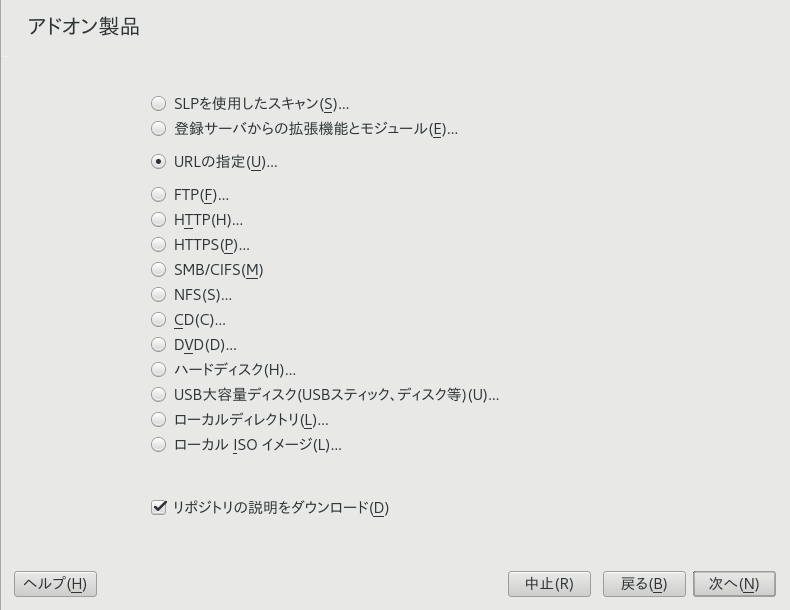 アドオン製品
SLPを使用したスキャン(S)...
登録サーバからの拡張機能とモジュール(E)...
URLの指定(U)...
FTP(F)...
HTTP(H)...
HTTPS(P)...
SMB/CIFS(M)
NFS(S)...
CD(C)...
DVD(D)...
ハードディスク(H)...
USB大容量ディスク(USBスティック、ディスク等)(U)...
ローカルディレクトリ(L)...
ローカル ISO イメージ(L)...
リポジトリの説明をダウンロード(D)
ヘルプ(H) 中止(R) 戻る(B) 次へ(N)